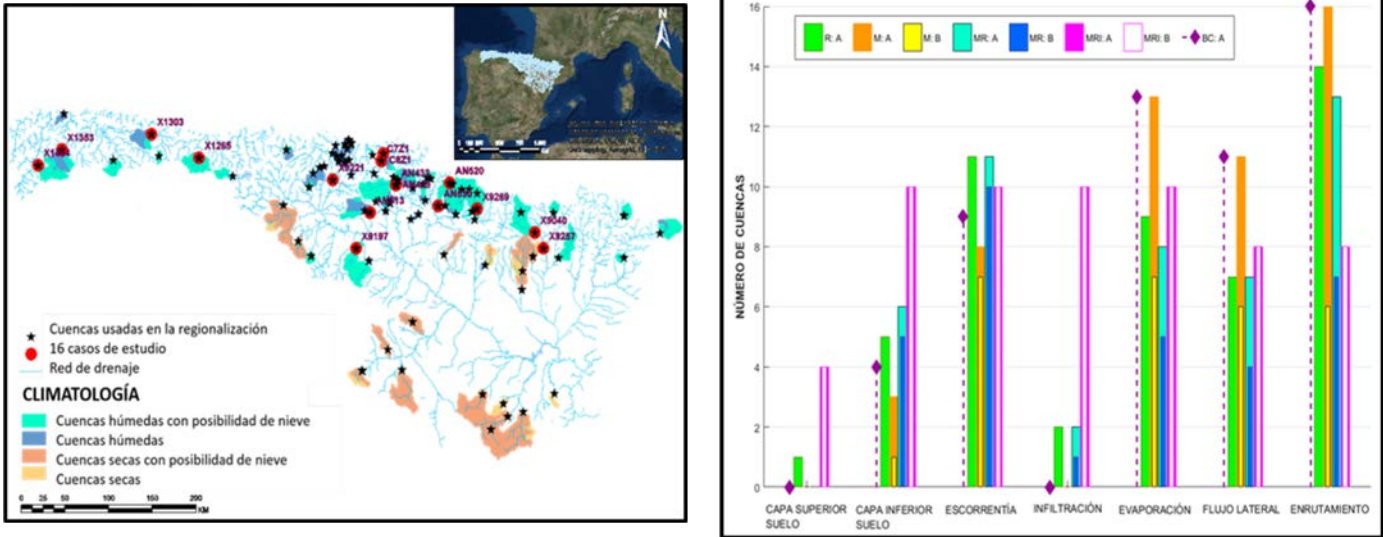 N
X1303
X1353
X1265
C7Z1
C8Z1
X9221
AN520
X9269
X9040
X9257
X9197
Cuencas usadas en la regionalización
16 casos de estudio
Red de drenaje
CLIMATOLOGÍA
Cuencas húmedas con posibilidad de nieve
Cuencas húmedas
Cuencas secas con posibilidad de nieve
Cuencas secas
0 25 50 100 150 200
KM
R: A M: A M: B MR: A MR: B MRI: A MRI: B BC: A
NÚMERO DE CUENCAS
16
14
12
10
8
6
4
2
0
CAPA SUPERIOR SUELO
CAPA INFERIOR SUELO
ESCORRENTÍA
INFILTRACIÓN
EVAPORACIÓN
FLUJO LATERAL
ENRUTAMIENTO